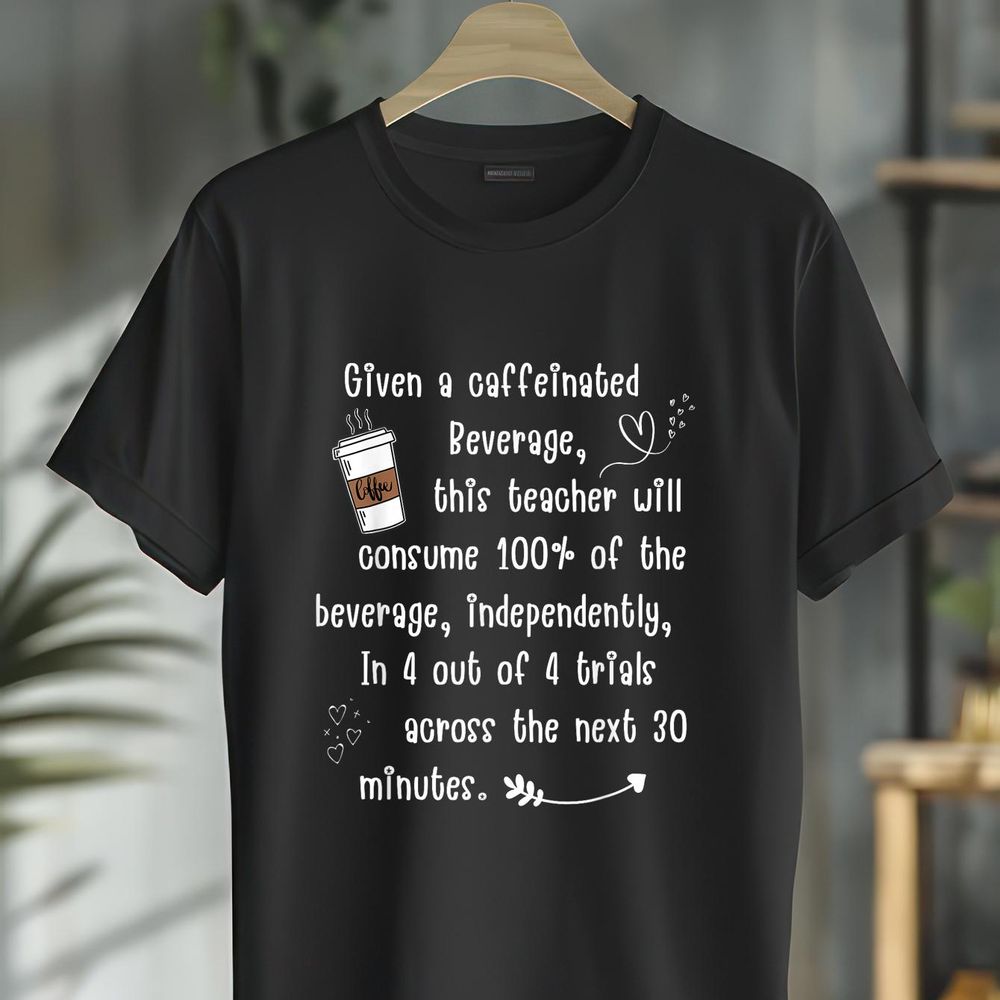 Given a caffeinated
Beverage,
Coffee
this teacher will
consume 100% of the
beverage, independently,
In 4 out of 4 trials
across the next 30
minutes.